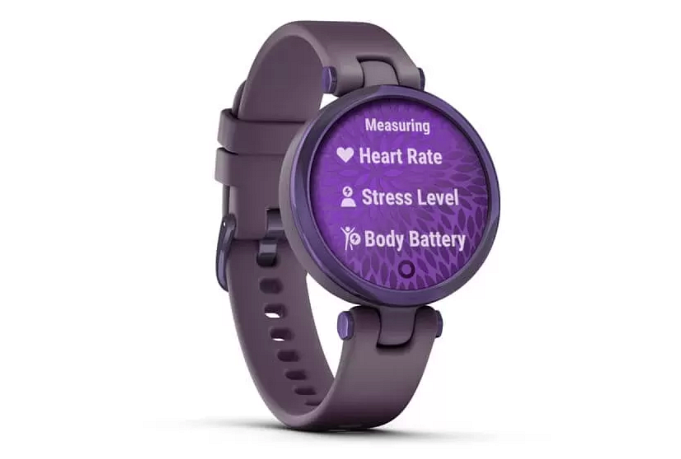 Measuring
Heart Rate
Stress Level
Body Battery